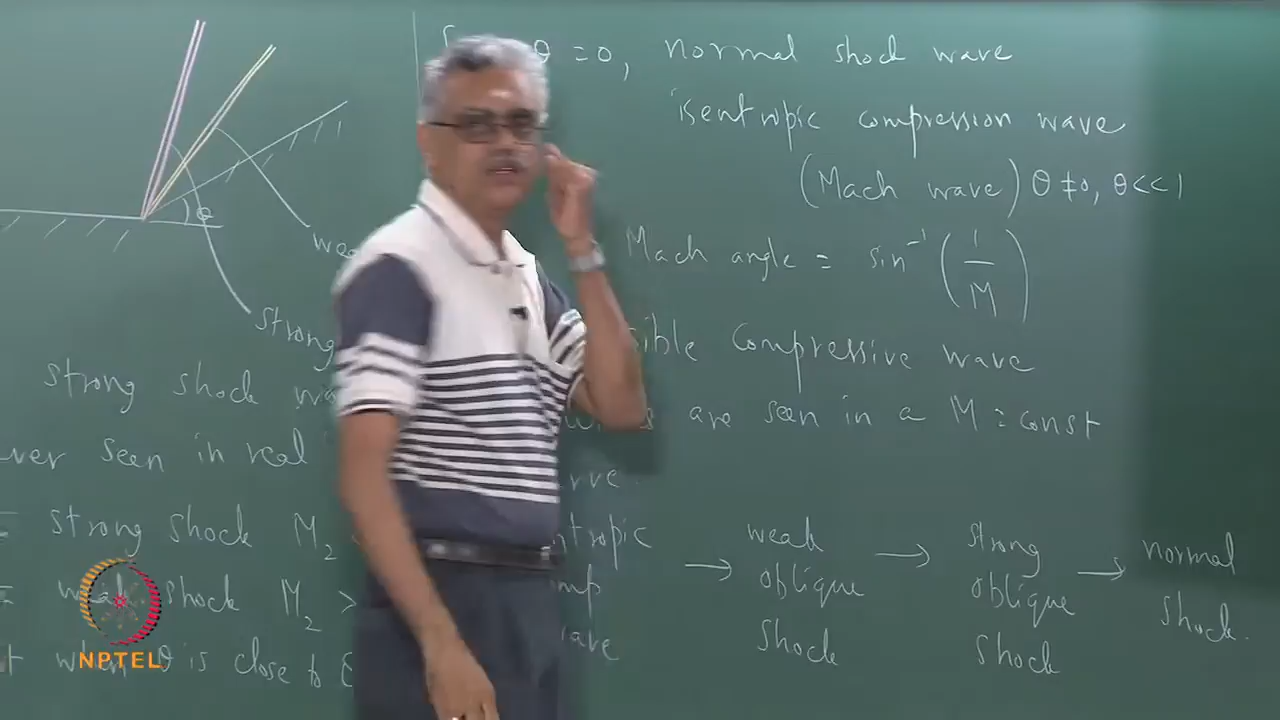 θ
strong
strong shock
ver seen in real
strong shock M₂
weak shock M₂ >
θ is close to
θ = 0, normal shock wave
isentropic compression wave
(Mach wave) θ ≠ 0, θ << 1
Mach angle = sin⁻¹ (1/M)
compressive wave
are seen in a M = const
weak oblique shock
→ strong oblique shock
→ normal shock.
NPTEL